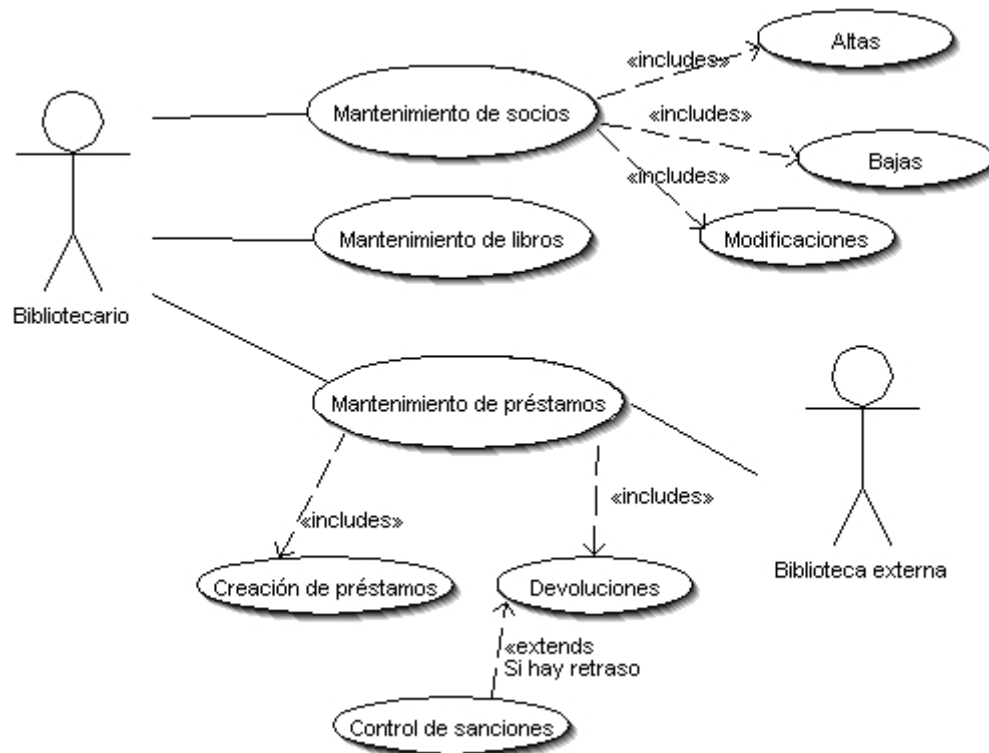 Altas
«includes»
Mantenimiento de socios
«includes»
Bajas
«includes»
Mantenimiento de libros
Modificaciones
Bibliotecario
Mantenimiento de préstamos
«includes»
«includes»
Biblioteca externa
Creación de préstamos
Devoluciones
«extends
Si hay retraso
Control de sanciones